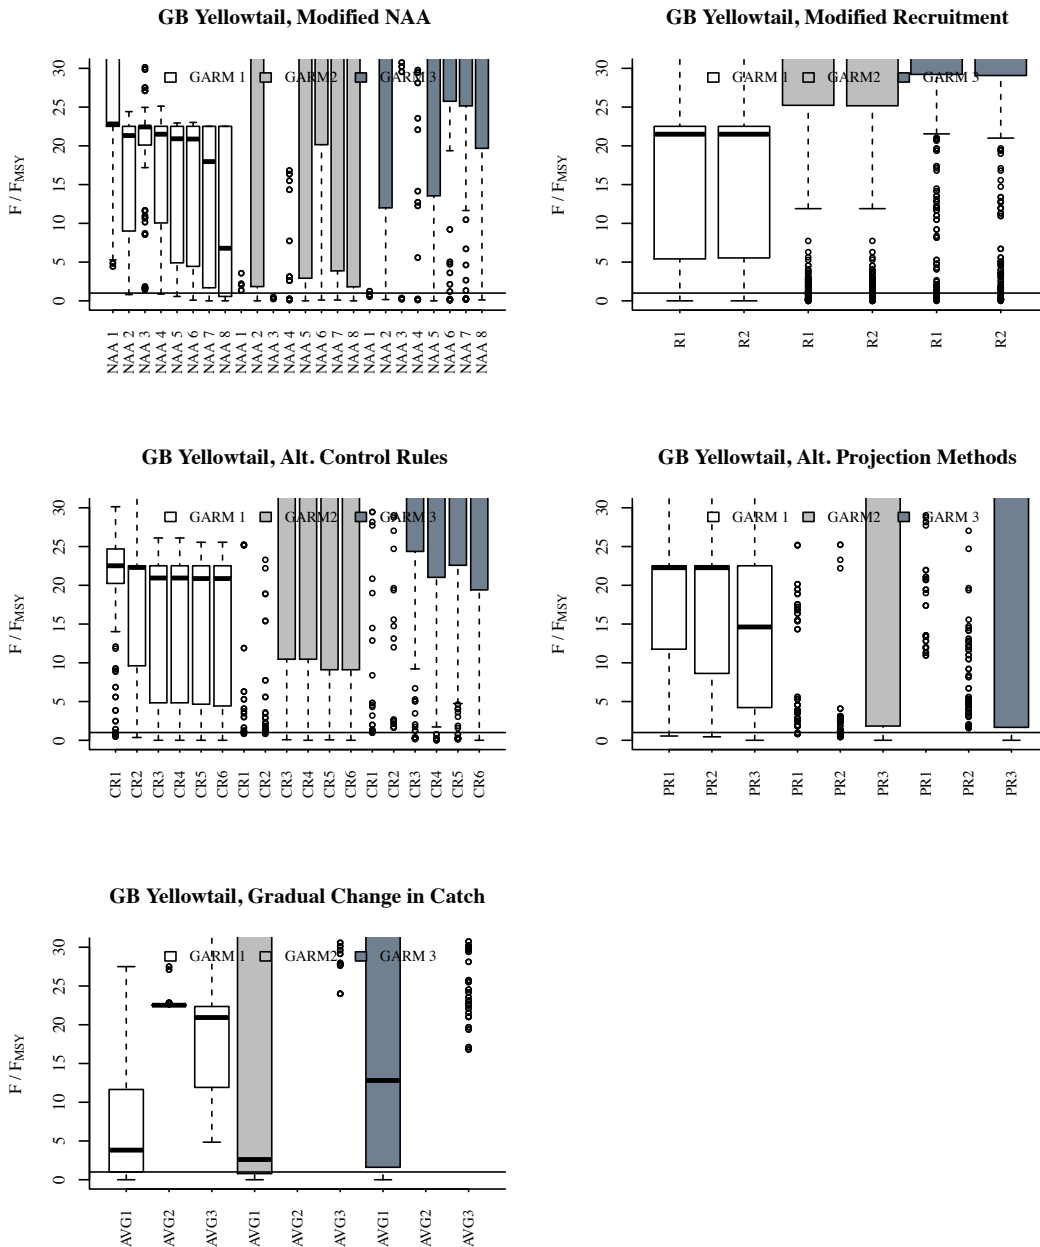 GB Yellowtail, Modified NAA
F / FMSY
0 5 10 15 20 25 30
GARM 1 GARM2 GARM 3
NAA 1 NAA 2 NAA 3 NAA 4 NAA 5 NAA 6 NAA 7 NAA 8 NAA 1 NAA 2 NAA 3 NAA 4 NAA 5 NAA 6 NAA 7 NAA 8 NAA 1 NAA 2 NAA 3 NAA 4 NAA 5 NAA 6 NAA 7 NAA 8
GB Yellowtail, Modified Recruitment
F / FMSY
0 5 10 15 20 25 30
GARM 1 GARM2 GARM 3
R1 R2 R1 R2 R1 R2
GB Yellowtail, Alt. Control Rules
F / FMSY
0 5 10 15 20 25 30
GARM 1 GARM2 GARM 3
CR1 CR2 CR3 CR4 CR5 CR6 CR1 CR2 CR3 CR4 CR5 CR6 CR1 CR2 CR3 CR4 CR5 CR6
GB Yellowtail, Alt. Projection Methods
F / FMSY
0 5 10 15 20 25 30
GARM 1 GARM2 GARM 3
PR1 PR2 PR3 PR1 PR2 PR3 PR1 PR2 PR3
GB Yellowtail, Gradual Change in Catch
F / FMSY
0 5 10 15 20 25 30
GARM 1 GARM2 GARM 3
AVG1 AVG2 AVG3 AVG1 AVG2 AVG3 AVG1 AVG2 AVG3